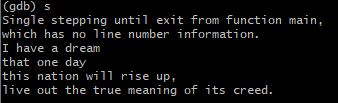 (gdb) s
Single stepping until exit from function main,
which has no line number information.
I have a dream
that one day
this nation will rise up,
live out the true meaning of its creed.